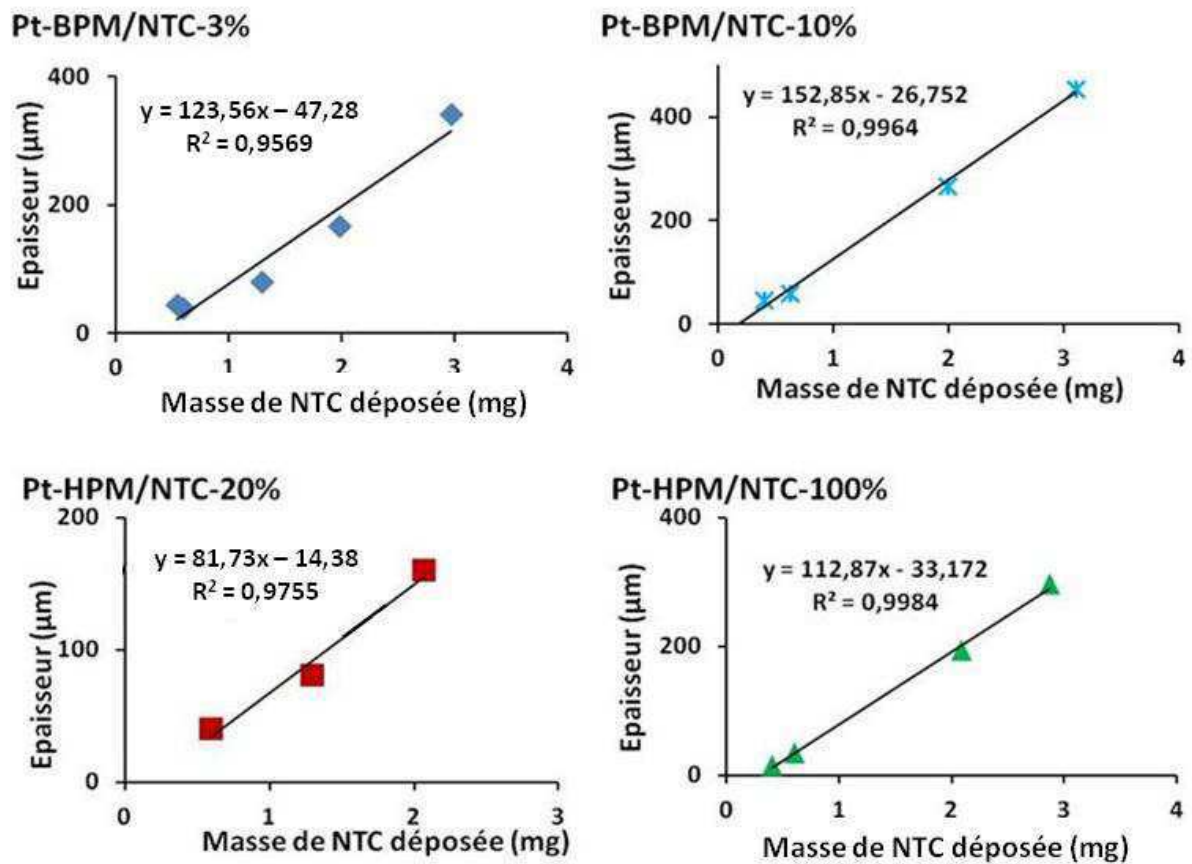 Pt-BPM/NTC-3%
400
200
0
Epaisseur (µm)
y = 123,56x – 47,28
R² = 0,9569
0 1 2 3 4
Masse de NTC déposée (mg)
Pt-BPM/NTC-10%
400
200
0
Epaisseur (µm)
y = 152,85x - 26,752
R² = 0,9964
0 1 2 3 4
Masse de NTC déposée (mg)
Pt-HPM/NTC-20%
200
100
0
Epaisseur (µm)
y = 81,73x – 14,38
R² = 0,9755
0 1 2 3
Masse de NTC déposée (mg)
Pt-HPM/NTC-100%
400
200
0
Epaisseur (µm)
y = 112,87x - 33,172
R² = 0,9984
0 1 2 3 4
Masse de NTC déposée (mg)